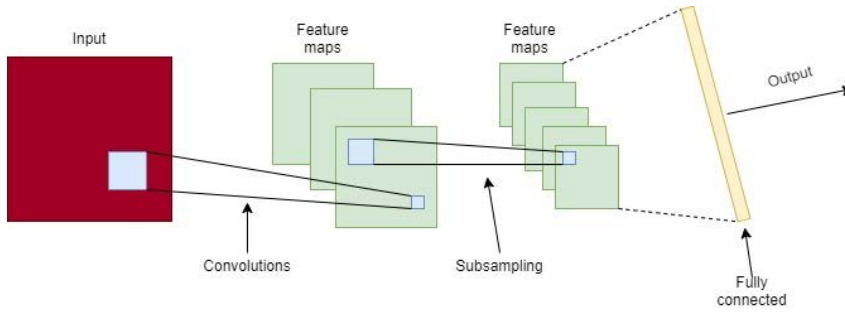 Input
Feature
maps
Feature
maps
Output
Convolutions
Subsampling
Fully
connected